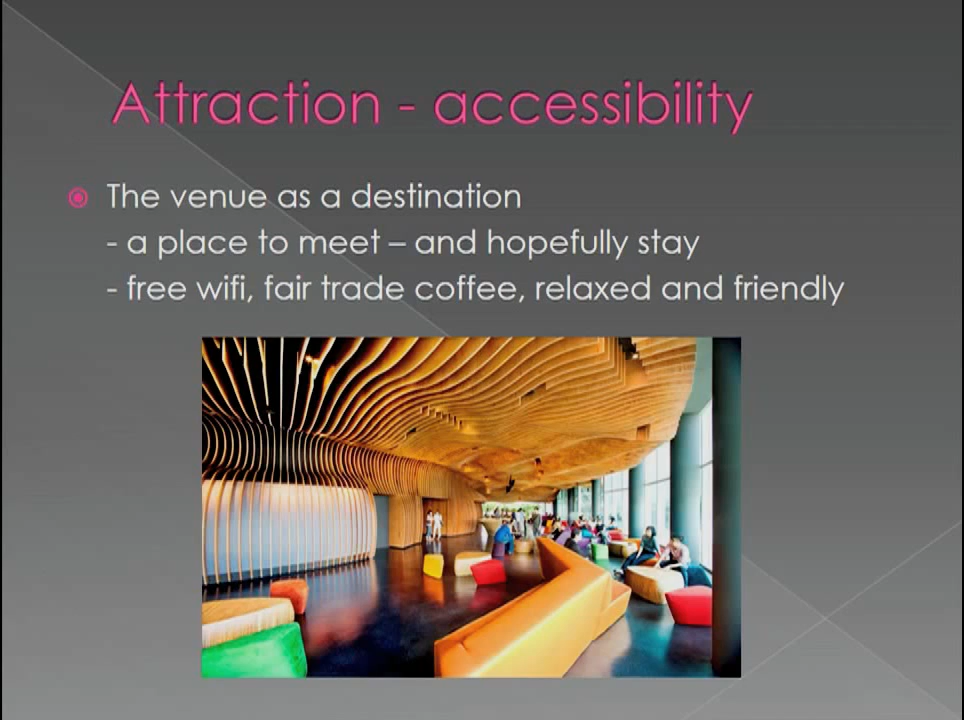 Attraction - accessibility
The venue as a destination
- a place to meet – and hopefully stay
- free wifi, fair trade coffee, relaxed and friendly